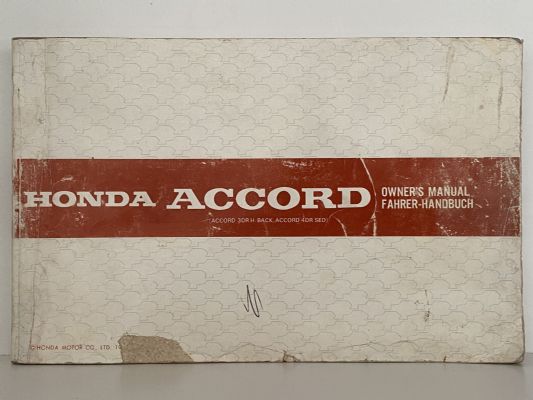 HONDA ACCORD
(ACCORD 3DR H·BACK, ACCORD 4DR SED)
OWNER'S MANUAL
FAHRER-HANDBUCH
©HONDA MOTOR CO., LTD.